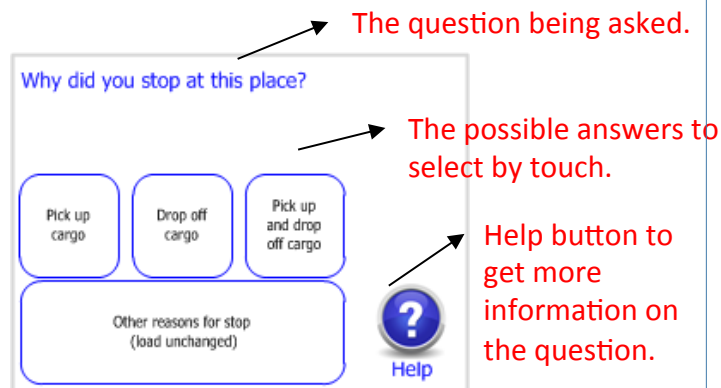 The question being asked.
Why did you stop at this place?
The possible answers to
select by touch.
Pick up
cargo
Drop off
cargo
Pick up
and drop
off cargo
Help button to
get more
information on
the question.
Other reasons for stop
(load unchanged)
?
Help